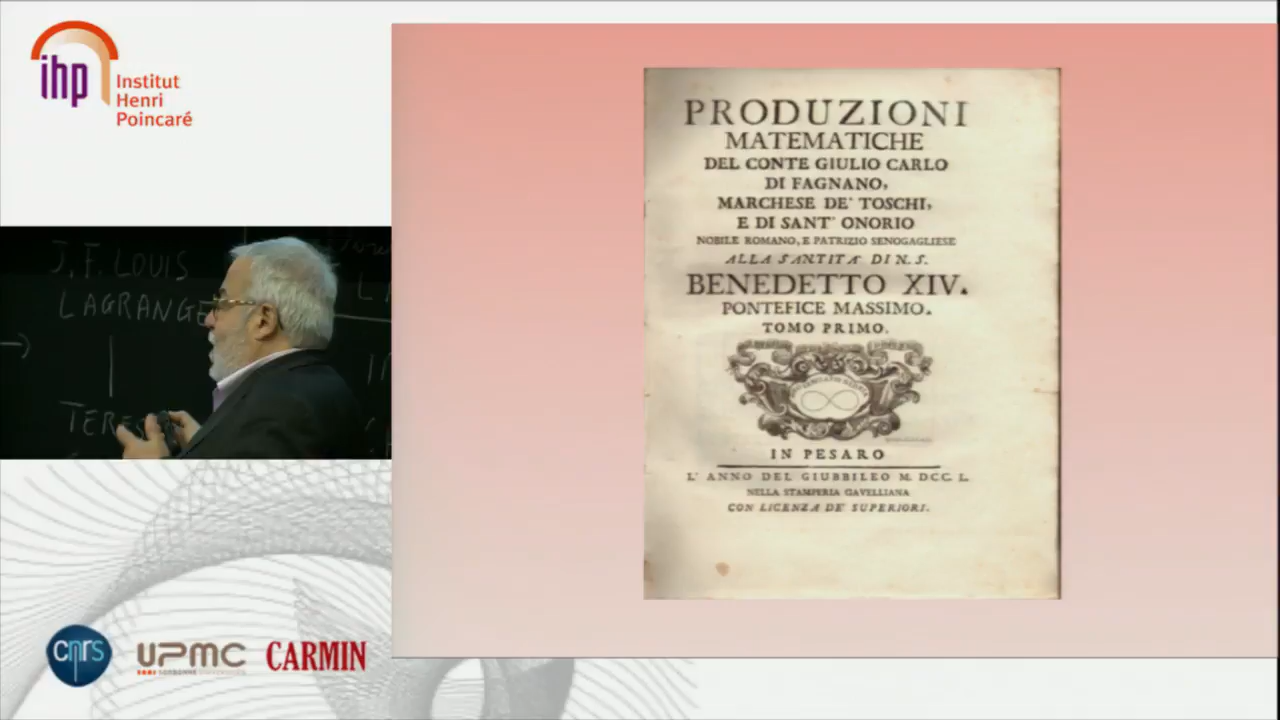 ihp
Institut
Henri
Poincaré
J.F. LOUIS
LAGRANGE
PRODUZIONI
MATEMATICHE
DEL CONTE GIULIO CARLO
DI FAGNANO,
MARCHESE DE' TOSCHI,
E DI SANT' ONORIO
NOBILE ROMANO, E PATRIZIO SENOGAGLIESE
ALLA SANTITA' DI N. S.
BENEDETTO XIV.
PONTEFICE MASSIMO.
TOMO PRIMO.
IN PESARO
L' ANNO DEL GIUBBILEO M. DCC. L.
NELLA STAMPERIA GAVELLIANA
CON LICENZA DE' SUPERIORI.
cnrs
UPMC
CARMIN